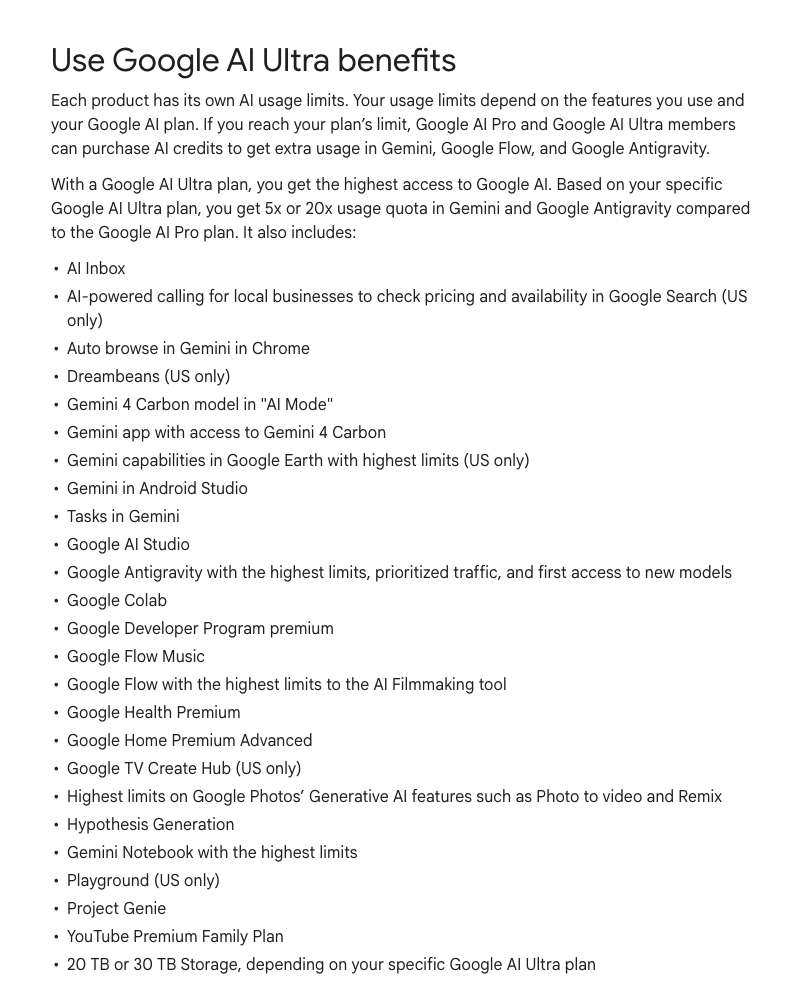 Use Google AI Ultra benefits
Each product has its own AI usage limits. Your usage limits depend on the features you use and
your Google AI plan. If you reach your plan’s limit, Google AI Pro and Google AI Ultra members
can purchase AI credits to get extra usage in Gemini, Google Flow, and Google Antigravity.
With a Google AI Ultra plan, you get the highest access to Google AI. Based on your specific
Google AI Ultra plan, you get 5x or 20x usage quota in Gemini and Google Antigravity compared
to the Google AI Pro plan. It also includes:
• AI Inbox
• AI-powered calling for local businesses to check pricing and availability in Google Search (US
only)
• Auto browse in Gemini in Chrome
• Dreambeans (US only)
• Gemini 4 Carbon model in "AI Mode"
• Gemini app with access to Gemini 4 Carbon
• Gemini capabilities in Google Earth with highest limits (US only)
• Gemini in Android Studio
• Tasks in Gemini
• Google AI Studio
• Google Antigravity with the highest limits, prioritized traffic, and first access to new models
• Google Colab
• Google Developer Program premium
• Google Flow Music
• Google Flow with the highest limits to the AI Filmmaking tool
• Google Health Premium
• Google Home Premium Advanced
• Google TV Create Hub (US only)
• Highest limits on Google Photos’ Generative AI features such as Photo to video and Remix
• Hypothesis Generation
• Gemini Notebook with the highest limits
• Playground (US only)
• Project Genie
• YouTube Premium Family Plan
• 20 TB or 30 TB Storage, depending on your specific Google AI Ultra plan